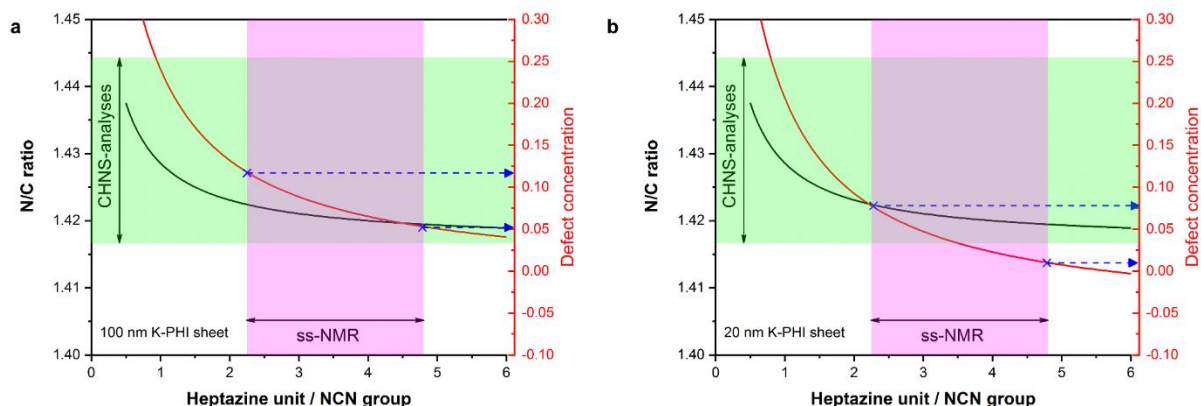 a
1.45
1.44
1.43
1.42
1.41
1.40
N/C ratio
CHNS-analyses
100 nm K-PHI sheet
ss-NMR
0 1 2 3 4 5 6
Heptazine unit / NCN group
0.30
0.25
0.20
0.15
0.10
0.05
0.00
-0.05
-0.10
Defect concentration
b
1.45
1.44
1.43
1.42
1.41
1.40
N/C ratio
CHNS-analyses
20 nm K-PHI sheet
ss-NMR
0 1 2 3 4 5 6
Heptazine unit / NCN group
0.30
0.25
0.20
0.15
0.10
0.05
0.00
-0.05
-0.10
Defect concentration